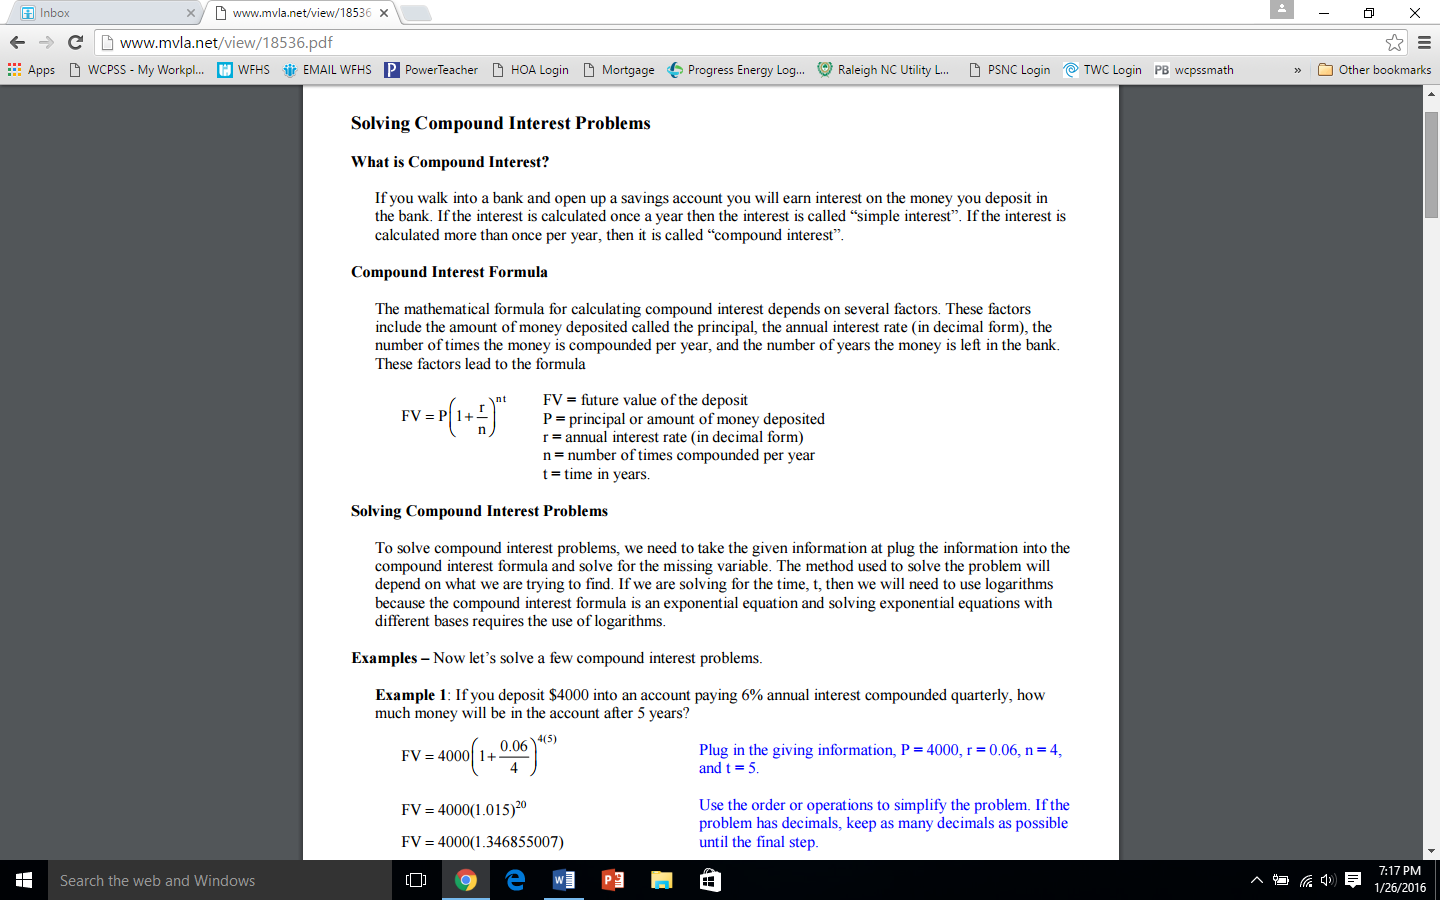 Inbox
www.mvla.net/view/18536
www.mvla.net/view/18536.pdf
Apps WCPSS - My Workpl... WFHS EMAIL WFHS PowerTeacher HOA Login Mortgage Progress Energy Log... Raleigh NC Utility L... PSNC Login TWC Login PB wcpssmath » Other bookmarks
Solving Compound Interest Problems
What is Compound Interest?
If you walk into a bank and open up a savings account you will earn interest on the money you deposit in
the bank. If the interest is calculated once a year then the interest is called “simple interest”. If the interest is
calculated more than once per year, then it is called “compound interest”.
Compound Interest Formula
The mathematical formula for calculating compound interest depends on several factors. These factors
include the amount of money deposited called the principal, the annual interest rate (in decimal form), the
number of times the money is compounded per year, and the number of years the money is left in the bank.
These factors lead to the formula
FV = P(1 + r/n)^nt
FV = future value of the deposit
P = principal or amount of money deposited
r = annual interest rate (in decimal form)
n = number of times compounded per year
t = time in years.
Solving Compound Interest Problems
To solve compound interest problems, we need to take the given information at plug the information into the
compound interest formula and solve for the missing variable. The method used to solve the problem will
depend on what we are trying to find. If we are solving for the time, t, then we will need to use logarithms
because the compound interest formula is an exponential equation and solving exponential equations with
different bases requires the use of logarithms.
Examples – Now let’s solve a few compound interest problems.
Example 1: If you deposit $4000 into an account paying 6% annual interest compounded quarterly, how
much money will be in the account after 5 years?
FV = 4000(1 + 0.06/4)^4(5)
Plug in the giving information, P = 4000, r = 0.06, n = 4,
and t = 5.
FV = 4000(1.015)^20
Use the order or operations to simplify the problem. If the
problem has decimals, keep as many decimals as possible
until the final step.
FV = 4000(1.346855007)
Search the web and Windows
7:17 PM
1/26/2016